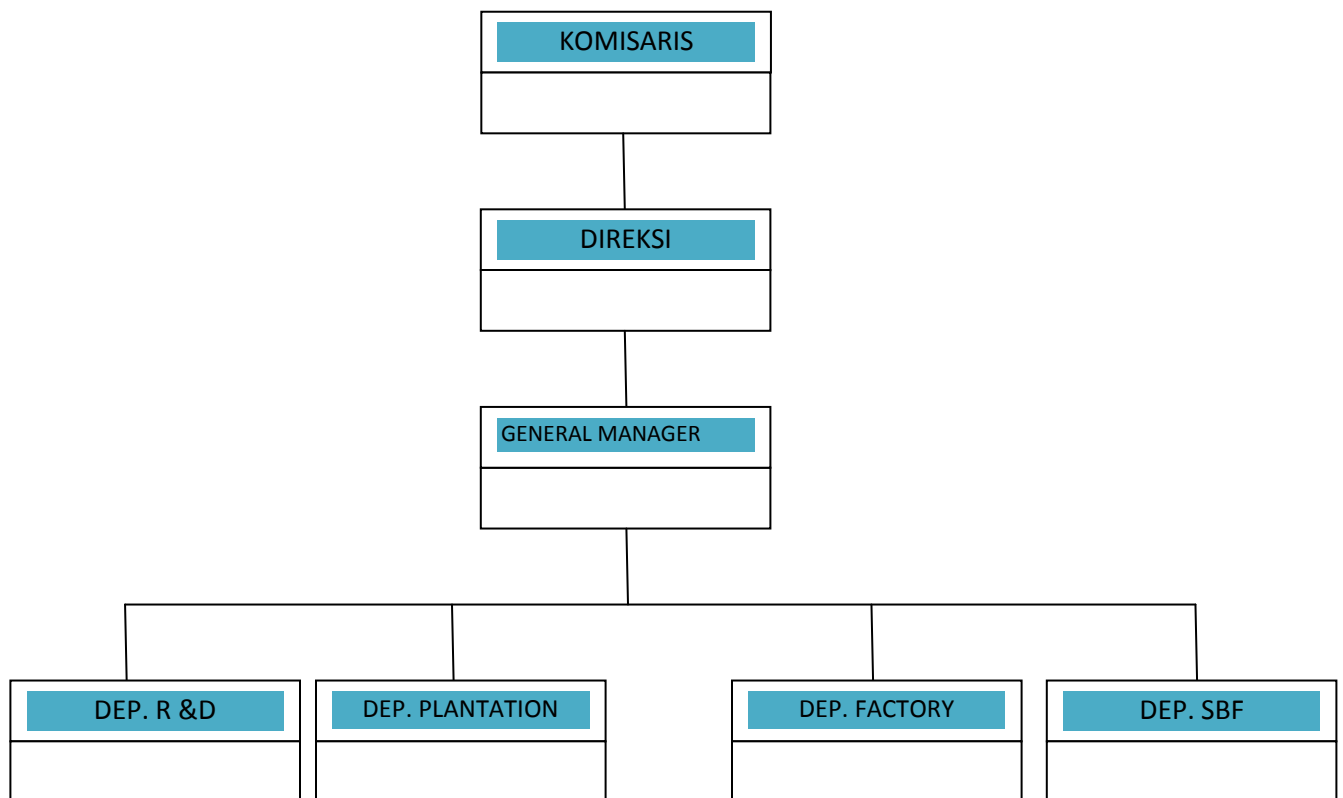 KOMISARIS
DIREKSI
GENERAL MANAGER
DEP. R &D
DEP. PLANTATION
DEP. FACTORY
DEP. SBF